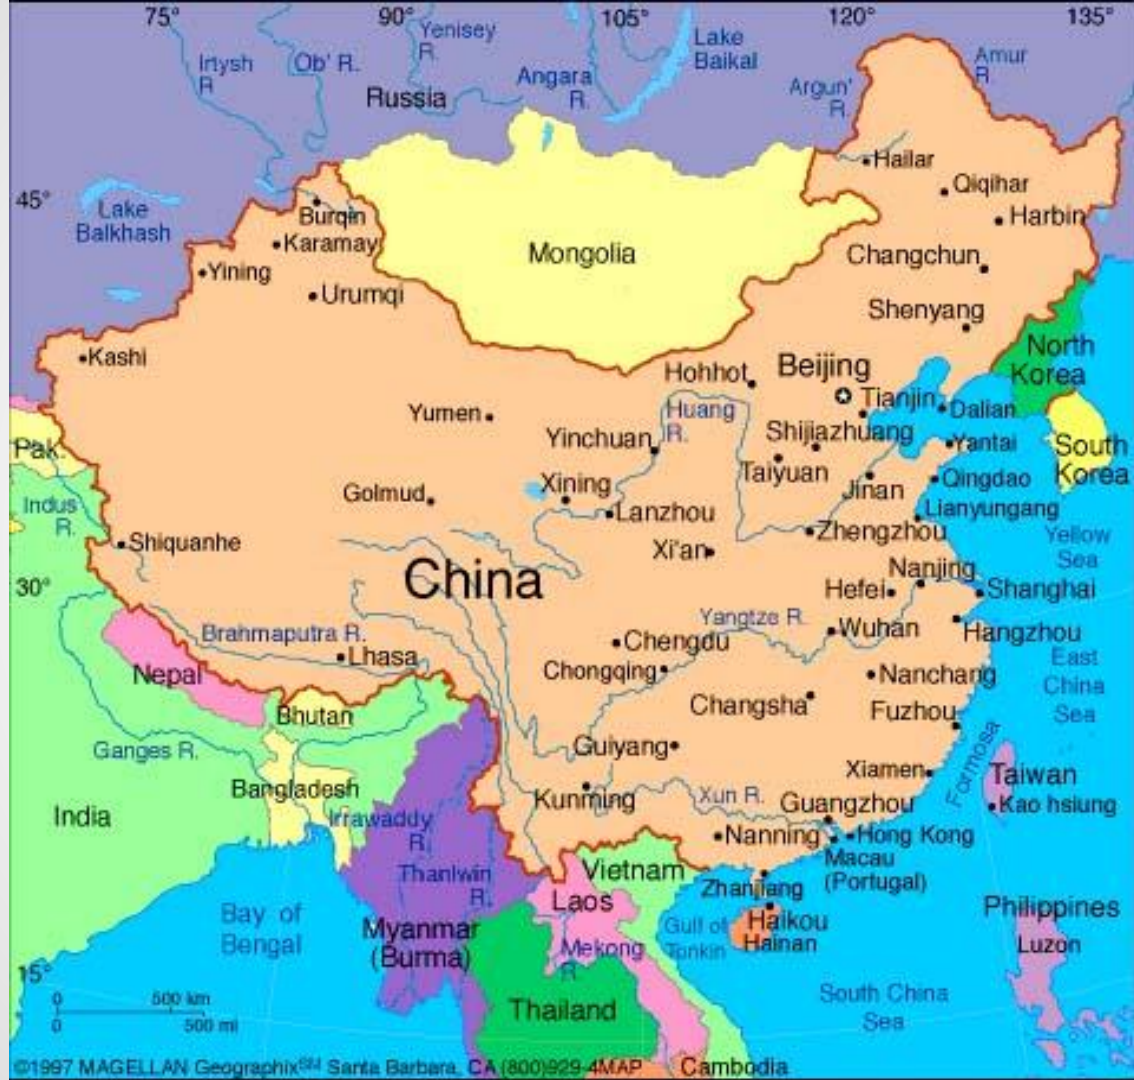 75°
90°
105°
120°
135°
Irtysh
R
Ob' R.
Yenisey
R.
Angara
R.
Lake
Baikal
Argun'
R
Amur
R
Russia
45°
Lake
Balkhash
Burqin
Karamay
Yining
Urumqi
Kashi
Mongolia
Hailar
Qiqihar
Harbin
Changchun
Shenyang
North
Korea
South
Korea
Beijing
Hohhot
Huang
R.
Tianjin
Dalian
Yumen
Yinchuan
Shijiazhuang
Yantai
Taiyuan
Pak.
Xining
Golmud
Lanzhou
Jinan
Qingdao
Lianyungang
Indus
R.
Shiquanhe
Xi'an
Zhengzhou
Yellow
Sea
30°
China
Nanjing
Hefei
Shanghai
Yangtze R.
Brahmaputra R.
Lhasa
Chengdu
Wuhan
Hangzhou
Nepal
Chongqing
Nanchang
East
China
Sea
Bhutan
Changsha
Fuzhou
Ganges R.
Guiyang
Formosa
Bangladesh
Xiamen
Taiwan
Kunming
Xun R.
Guangzhou
Kao hsiung
India
Irrawaddy
R.
Nanning
Hong Kong
Macau
(Portugal)
Thanlwin
R.
Vietnam
Zhanjiang
Laos
Bay of
Bengal
Myanmar
(Burma)
Gulf of
Tonkin
Haikou
Hainan
Philippines
Luzon
Mekong
R.
15°
0 500 km
0 500 mi
Thailand
South China
Sea
©1997 MAGELLAN Geographix℠ Santa Barbara, CA (800)929-4MAP
Cambodia